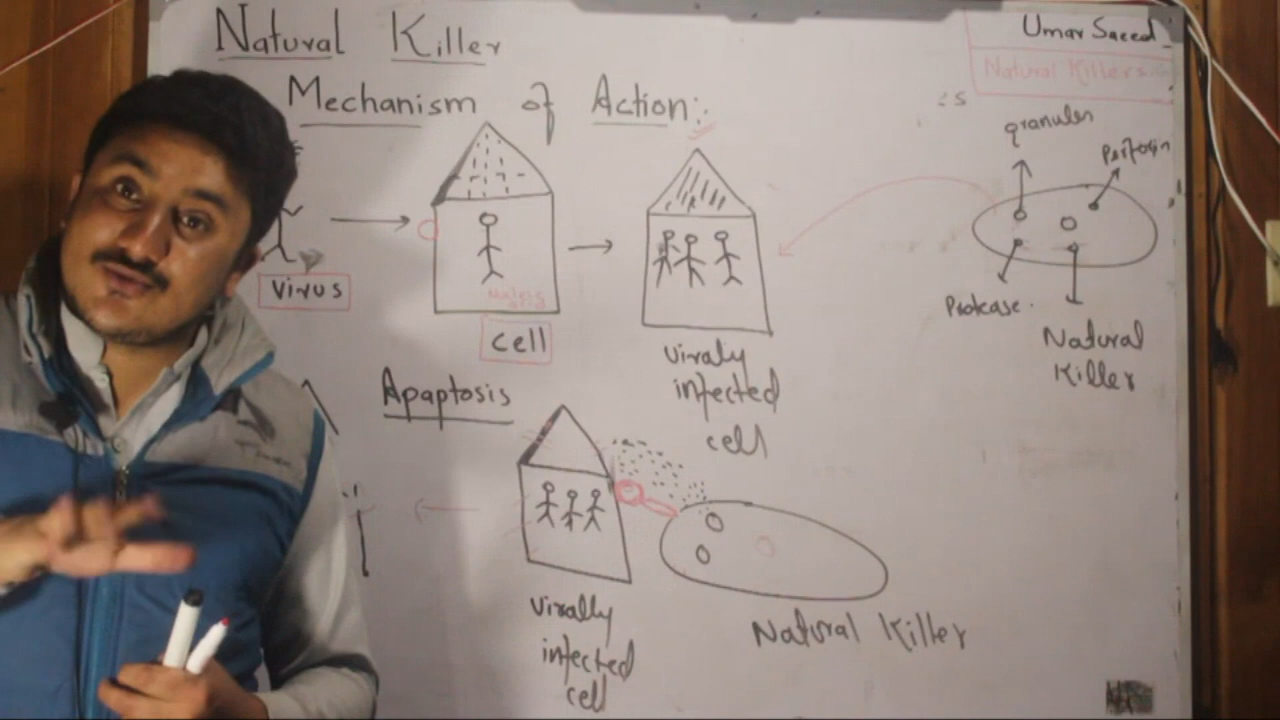 Natural Killer
Mechanism of Action:
Umar Saeed
Natural Killers
granules
Perforin
Protease.
Natural
Killer
Virus
cell
Viraly
infected
cell
Apaptosis
Virally
infected
cell
Natural Killer